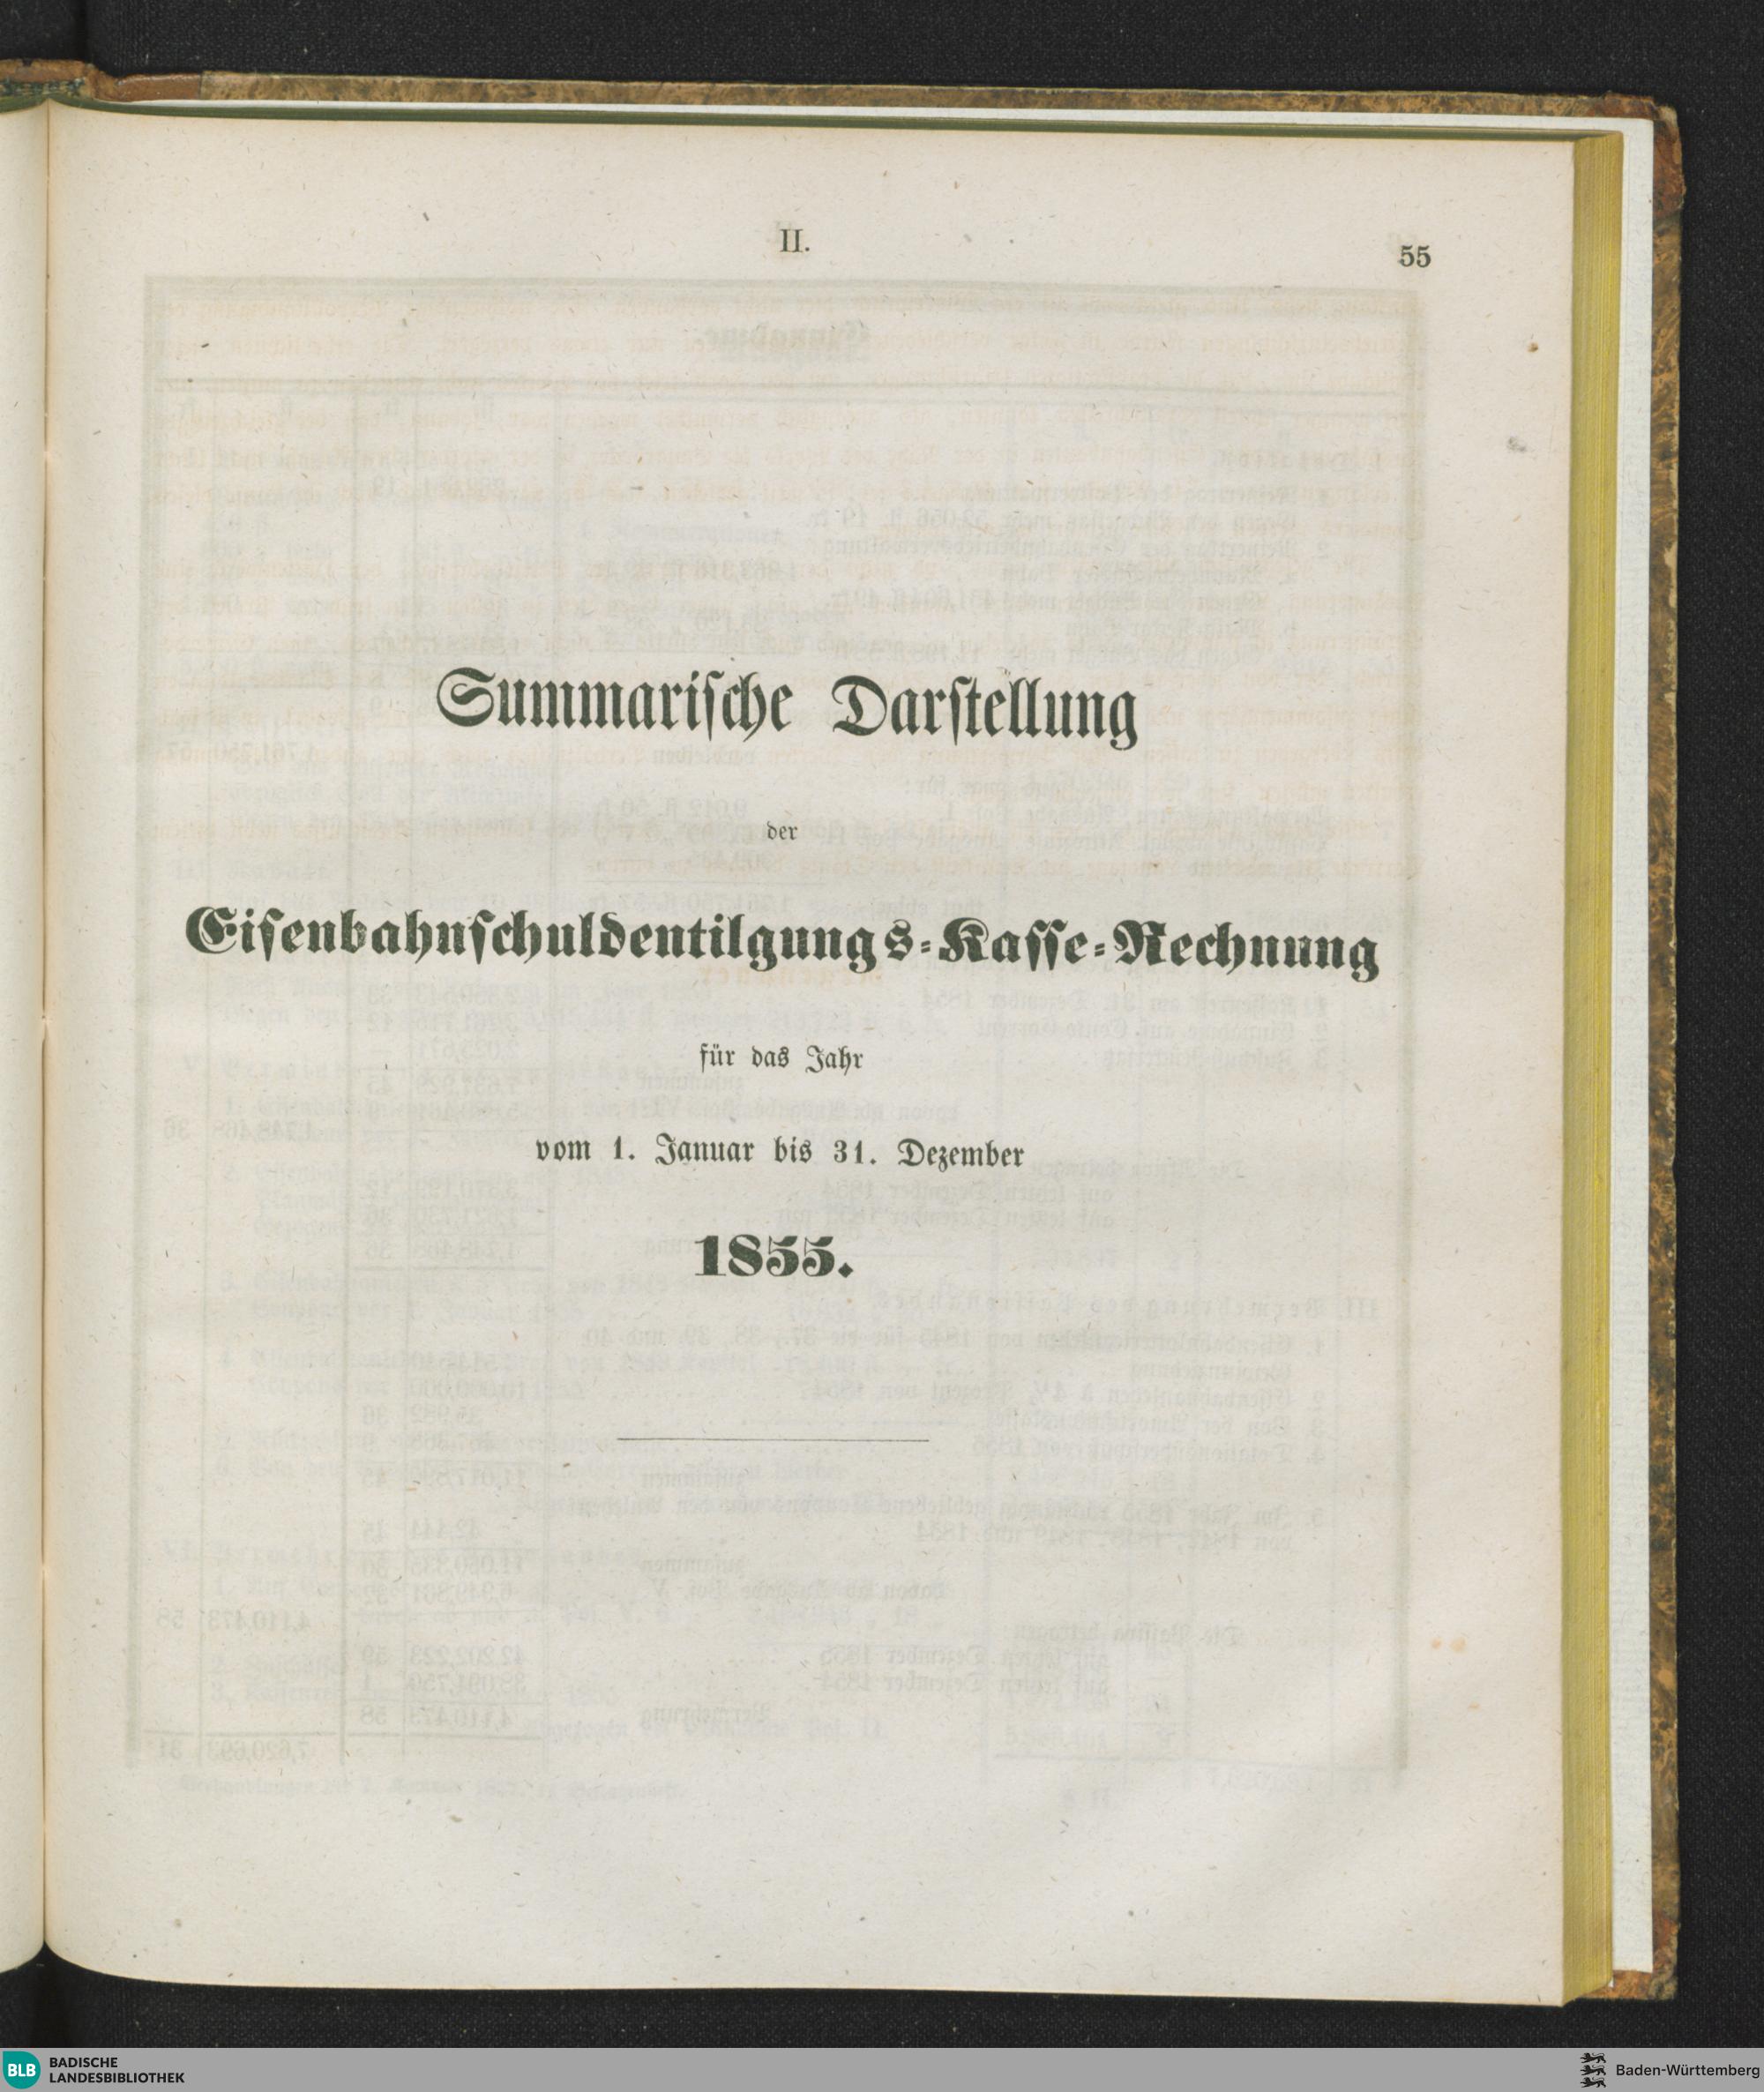 II.
55
Summarische Darstellung
der
Eisenbahnschuldentilgungs-Kasse-Rechnung
für das Jahr
vom 1. Januar bis 31. Dezember
1855.
BLB BADISCHE
LANDESBIBLIOTHEK
Baden-Württemberg